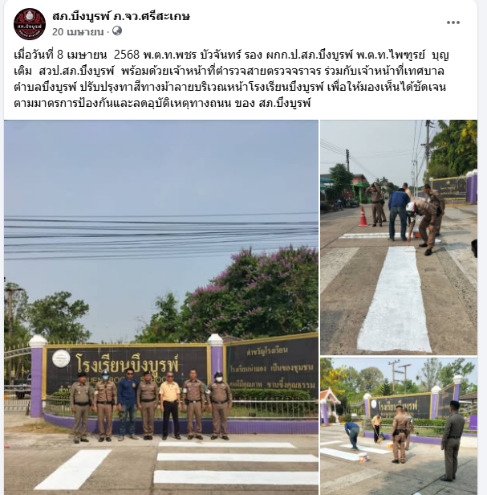 สภ.บึงบูรพ์ ภ.จว.ศรีสะเกษ
20 เมษายน ·
เมื่อวันที่ 8 เมษายน 2568 พ.ต.ท.พชร บัวจันทร์ รอง ผกก.ป.สภ.บึงบูรพ์ พ.ต.ท.ไพฑูรย์ บุญ
เติม สวป.สภ.บึงบูรพ์ พร้อมด้วยเจ้าหน้าที่ตำรวจสายตรวจจราจร ร่วมกับเจ้าหน้าที่เทศบาล
ตำบลบึงบูรพ์ ปรับปรุงทาสีทางม้าลายบริเวณหน้าโรงเรียนบึงบูรพ์ เพื่อให้มองเห็นได้ชัดเจน
ตามมาตรการป้องกันและลดอุบัติเหตุทางถนน ของ สภ.บึงบูรพ์
โรงเรียนบึงบูรพ์
คำขวัญโรงเรียน